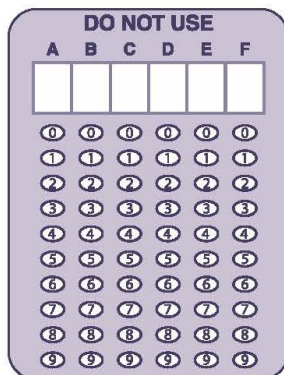 DO NOT USE
A B C D E F
0 0 0 0 0 0
1 1 1 1 1 1
2 2 2 2 2 2
3 3 3 3 3 3
4 4 4 4 4 4
5 5 5 5 5 5
6 6 6 6 6 6
7 7 7 7 7 7
8 8 8 8 8 8
9 9 9 9 9 9